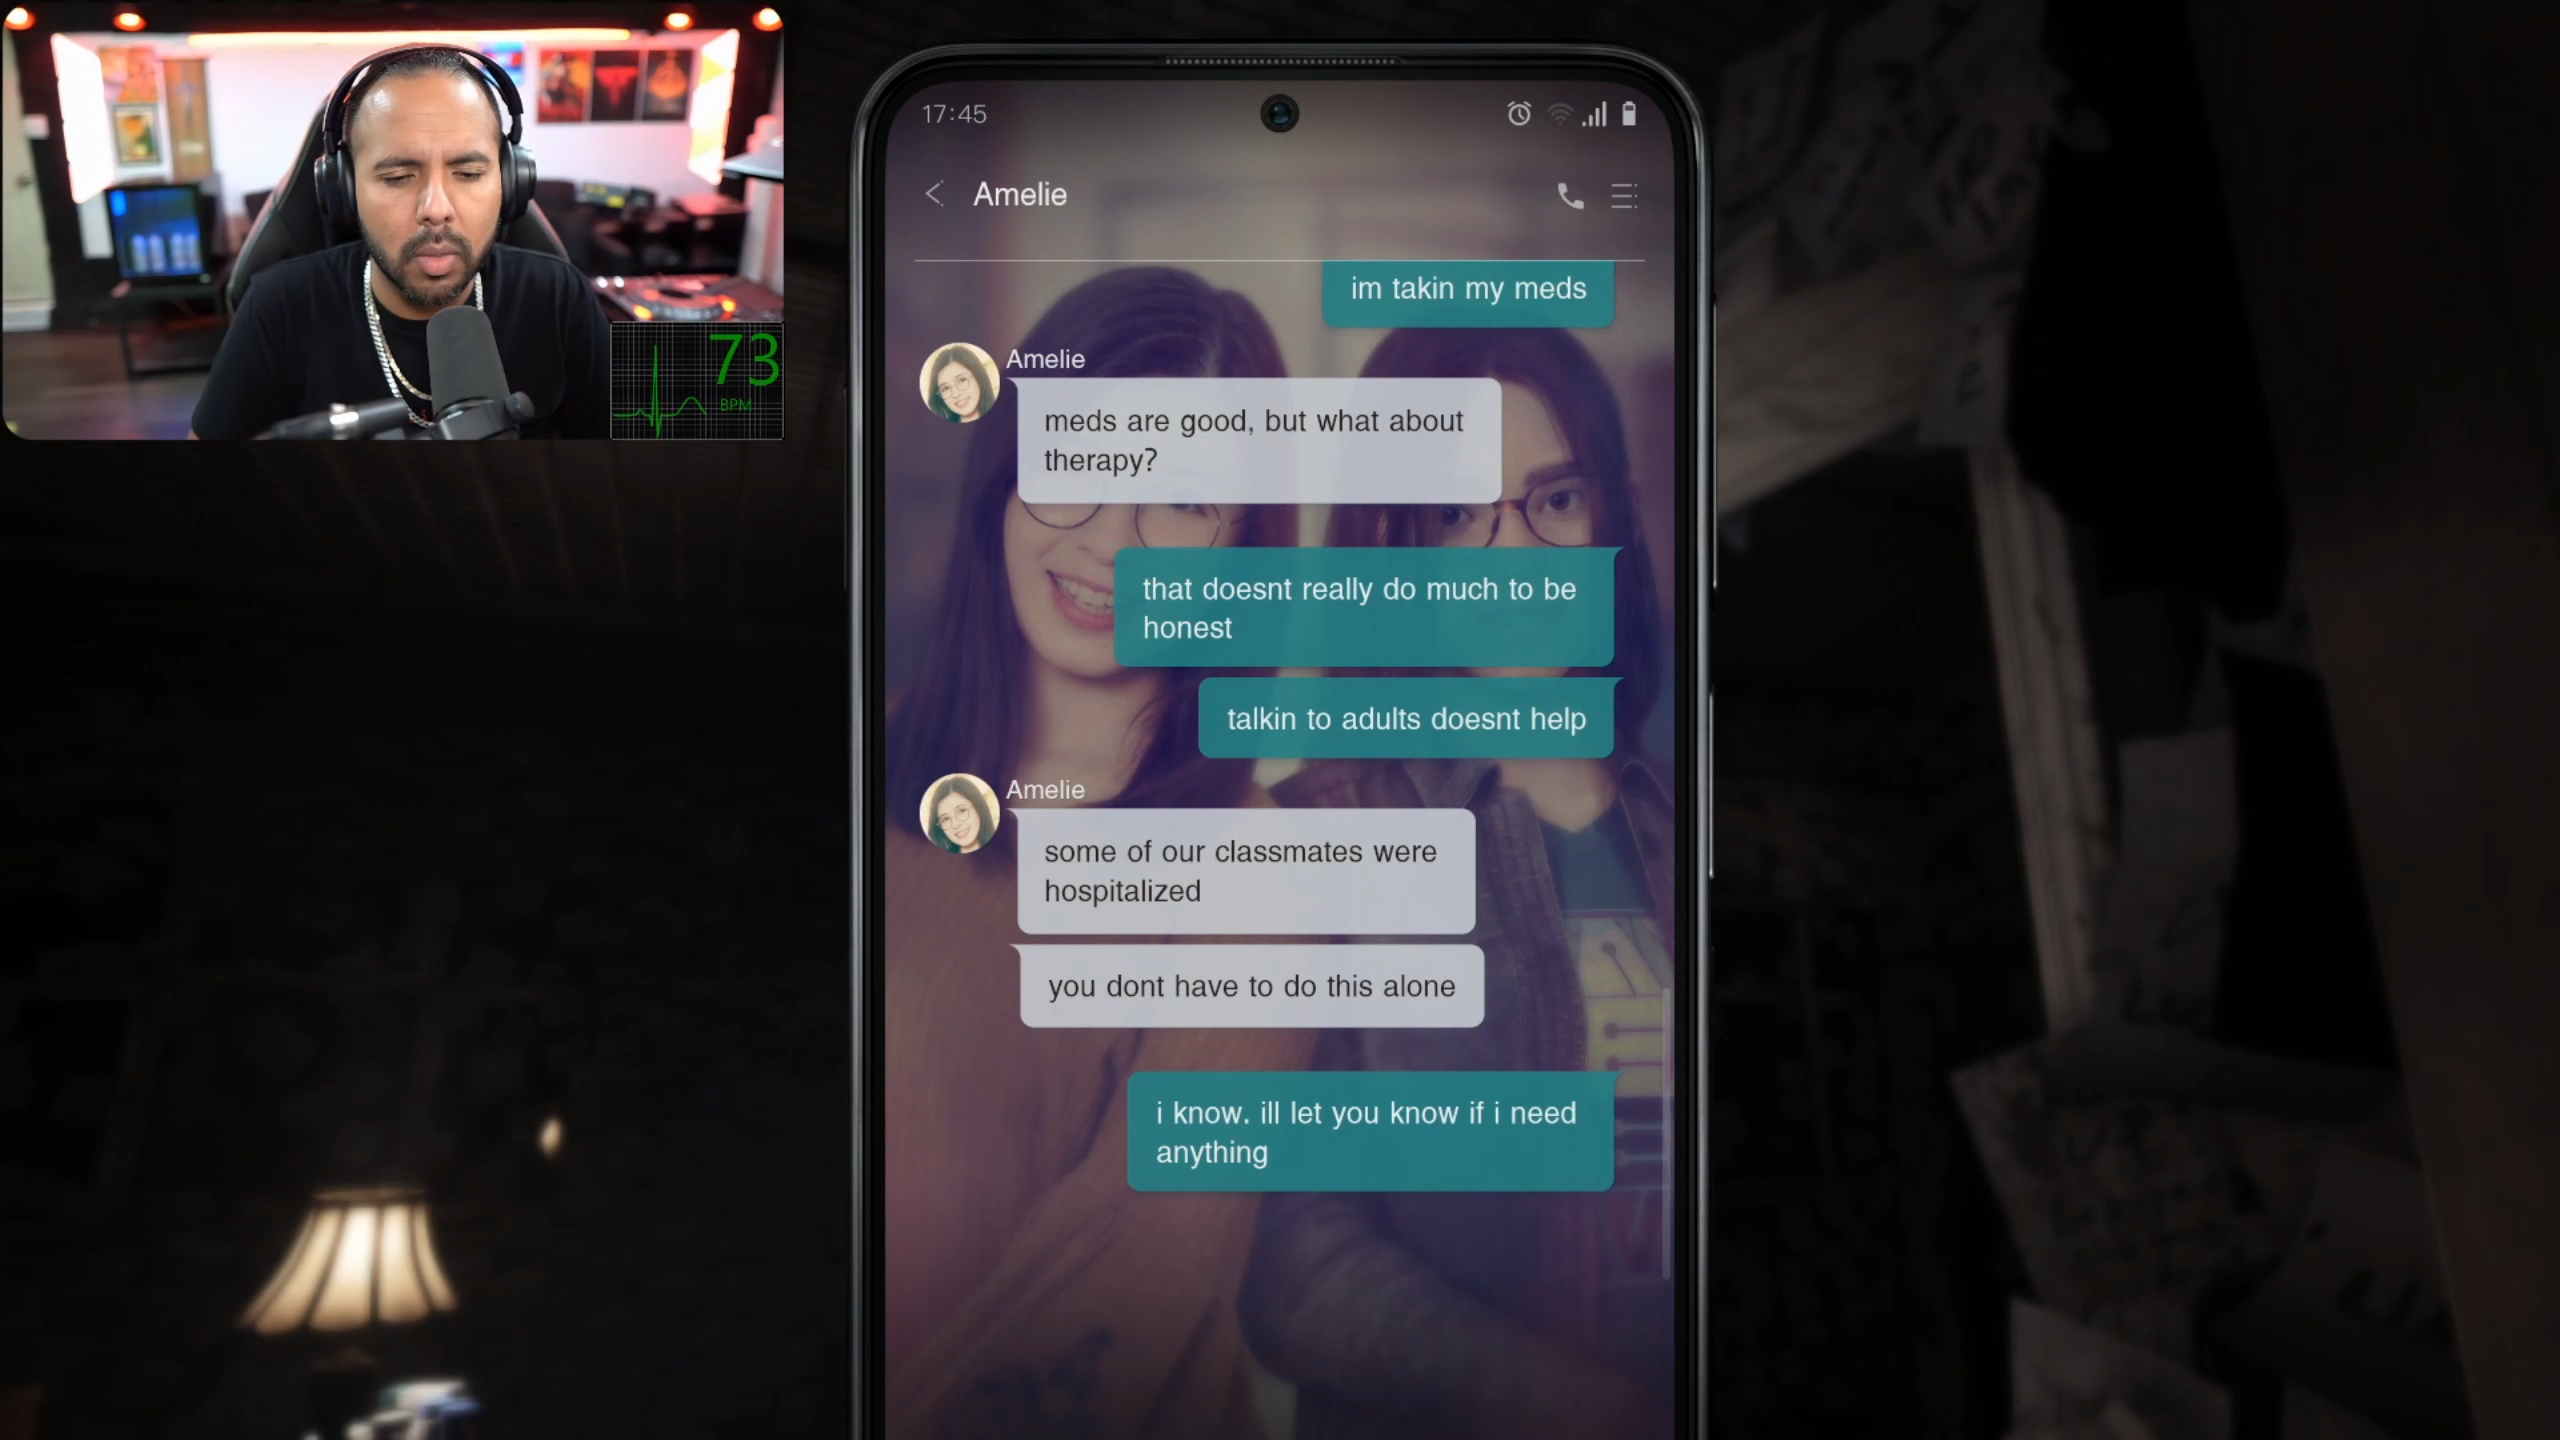 73
BPM
17:45
Amelie
im takin my meds
Amelie
meds are good, but what about
therapy?
that doesnt really do much to be
honest
talkin to adults doesnt help
Amelie
some of our classmates were
hospitalized
you dont have to do this alone
i know. ill let you know if i need
anything